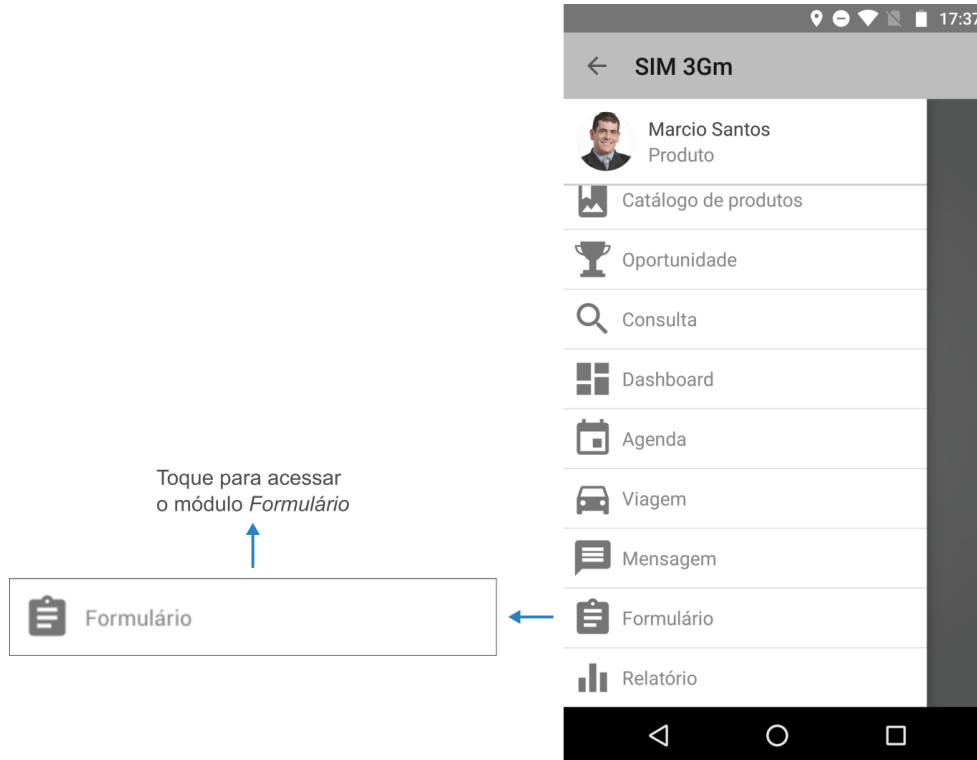 17:37
SIM 3Gm
Marcio Santos
Produto
Catálogo de produtos
Oportunidade
Consulta
Dashboard
Agenda
Viagem
Mensagem
Formulário
Relatório
Toque para acessar
o módulo Formulário
Formulário